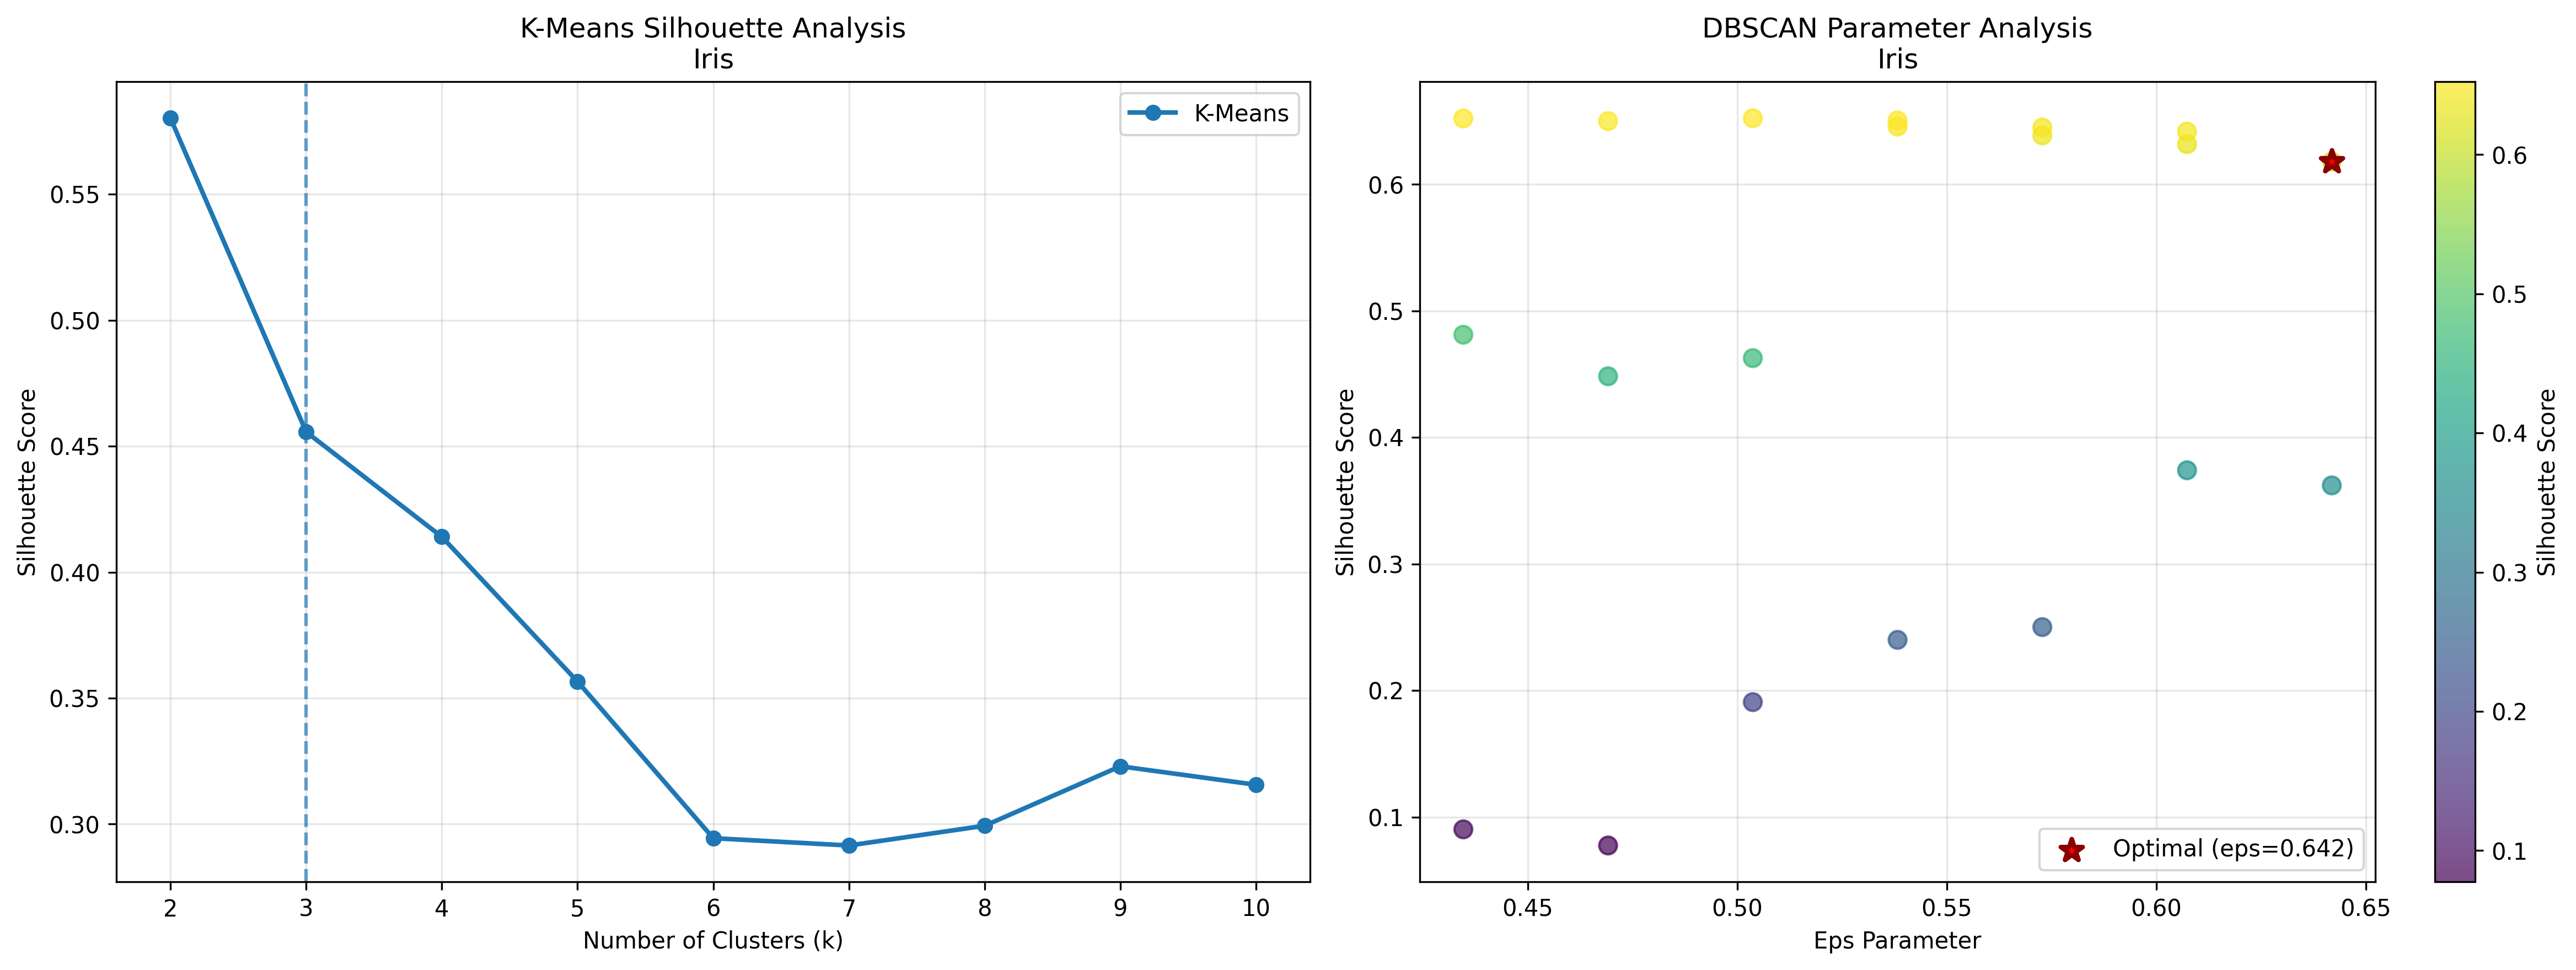 K-Means Silhouette Analysis
Iris
K-Means
0.55
0.50
0.45
0.40
0.35
0.30
Silhouette Score
2 3 4 5 6 7 8 9 10
Number of Clusters (k)
DBSCAN Parameter Analysis
Iris
0.6
0.5
0.4
0.3
0.2
0.1
Silhouette Score
Optimal (eps=0.642)
0.45 0.50 0.55 0.60 0.65
Eps Parameter
0.6
0.5
0.4
0.3
0.2
0.1
Silhouette Score